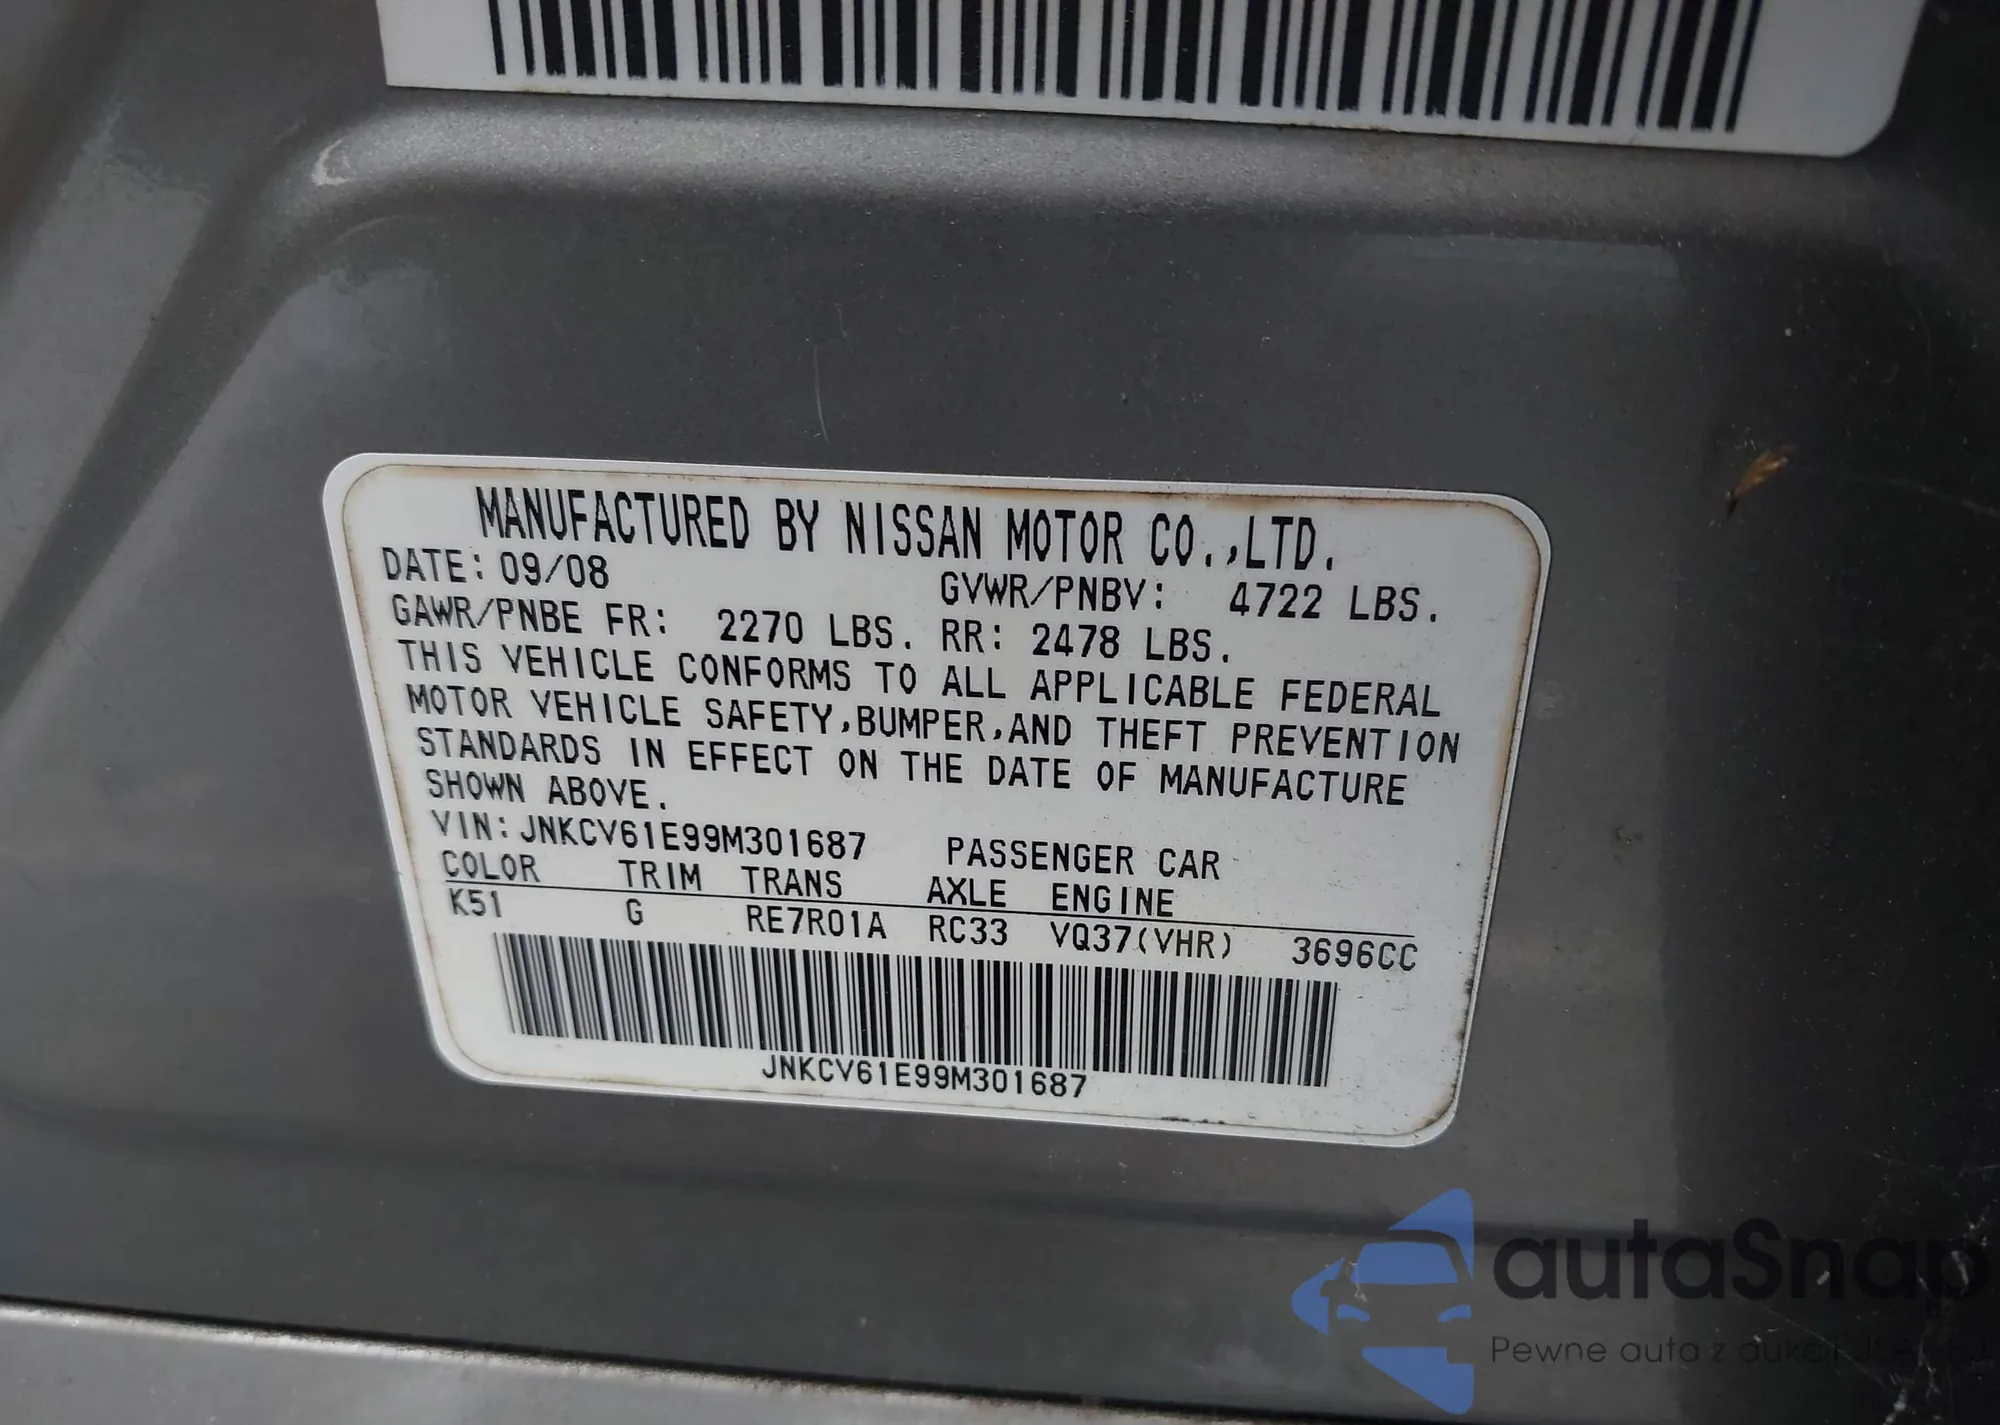 MANUFACTURED BY NISSAN MOTOR CO.,LTD.
DATE: 09/08 GVWR/PNBV: 4722 LBS.
GAWR/PNBE FR: 2270 LBS. RR: 2478 LBS.
THIS VEHICLE CONFORMS TO ALL APPLICABLE FEDERAL
MOTOR VEHICLE SAFETY,BUMPER,AND THEFT PREVENTION
STANDARDS IN EFFECT ON THE DATE OF MANUFACTURE
SHOWN ABOVE.
VIN: JNKCV61E99M301687 PASSENGER CAR
COLOR TRIM TRANS AXLE ENGINE
K51 G RE7R01A RC33 VQ37(VHR) 3696CC
JNKCV61E99M301687
autaSnap
Pewne auta z aukcji